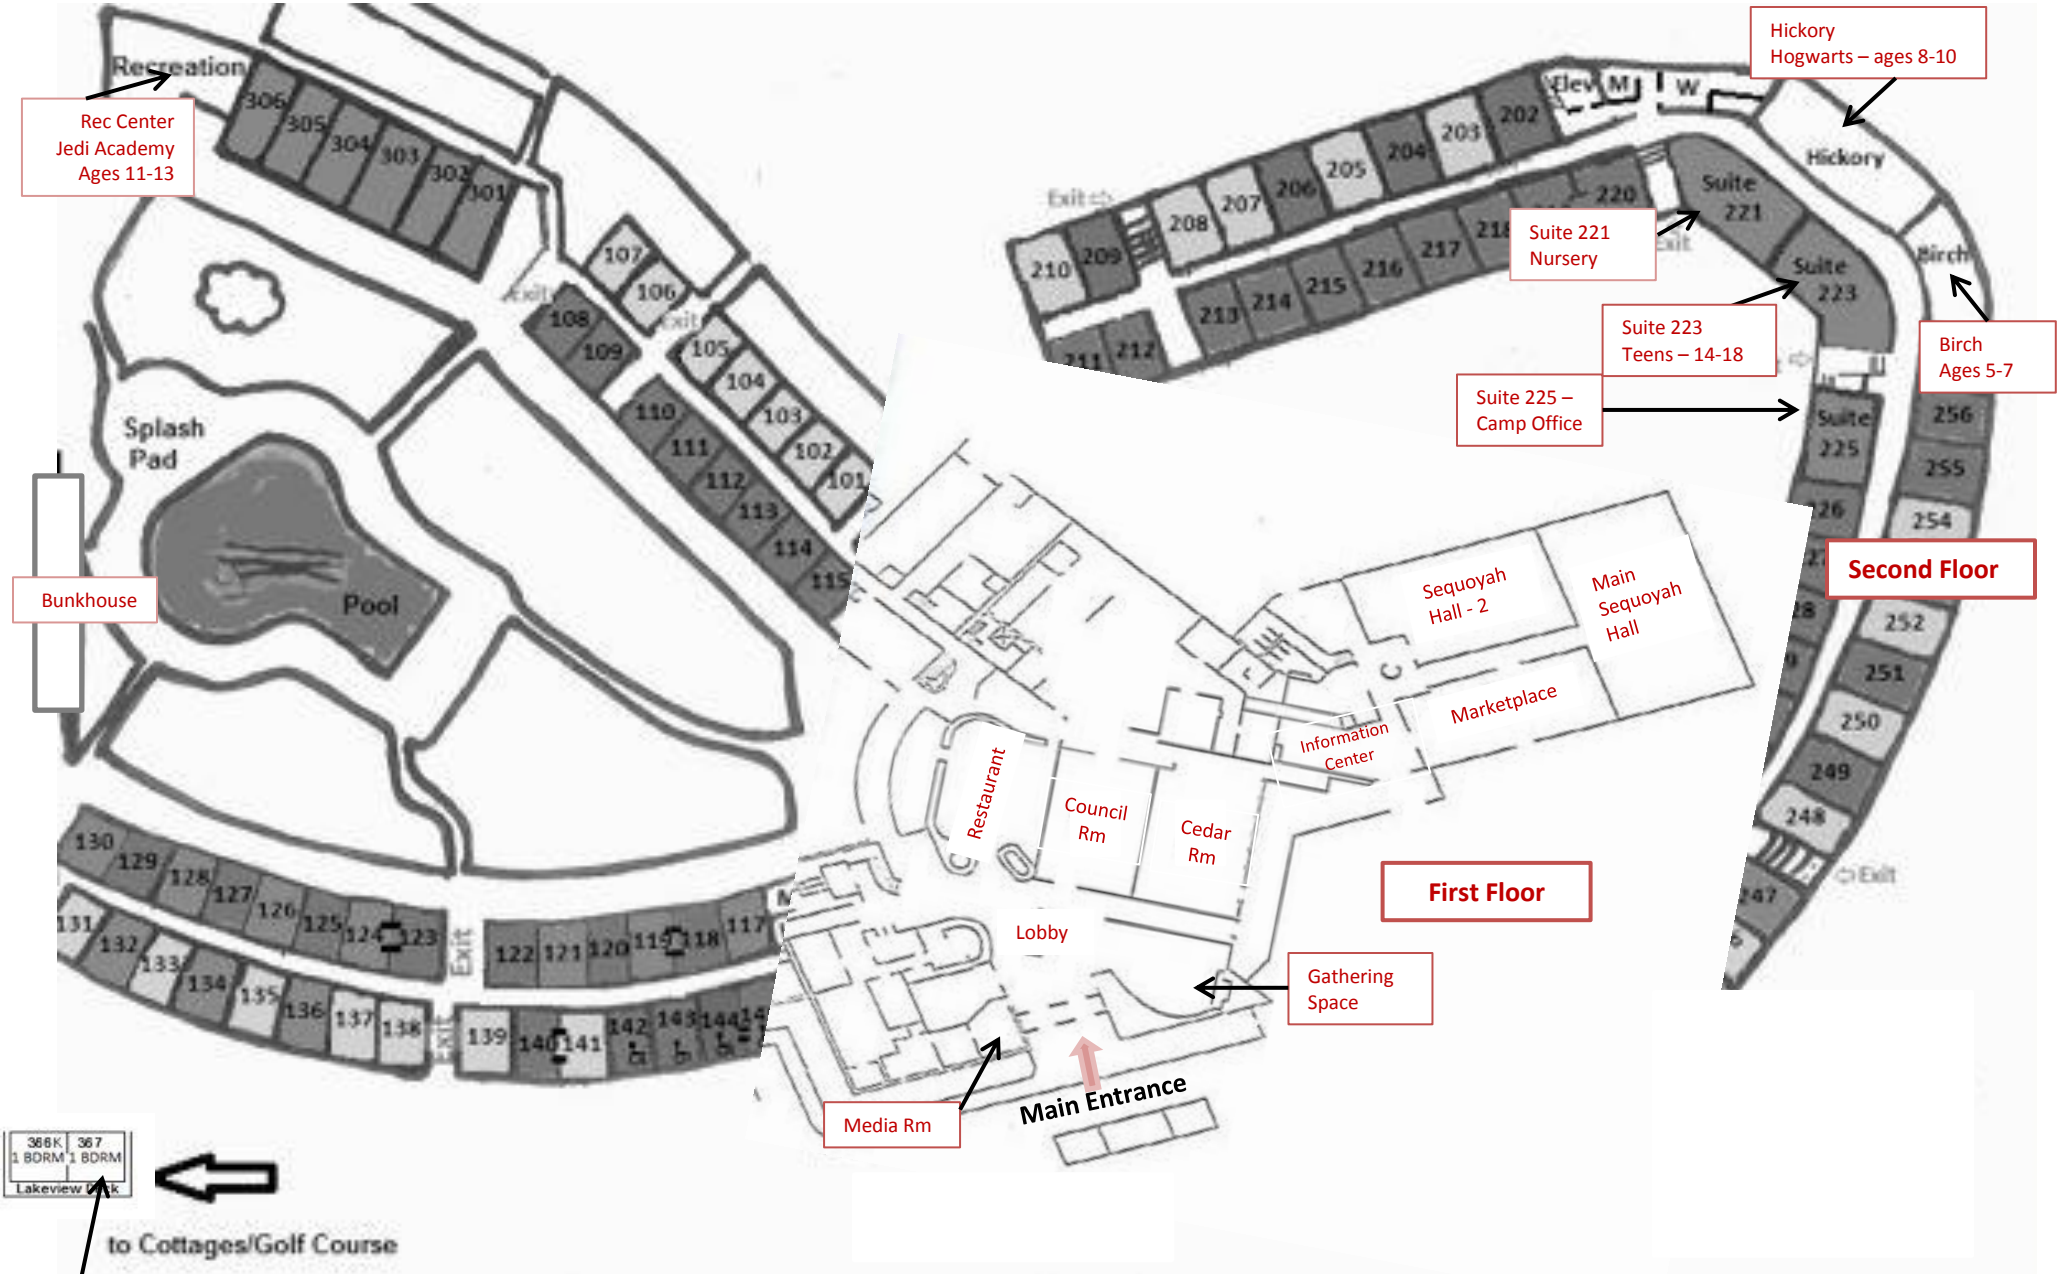 Recreation
Rec Center
Jedi Academy
Ages 11-13
306
305
304
303
302
301
107
106
Exit
Exit
108
109
105
104
103
102
101
110
111
112
113
114
115
Splash
Pad
Pool
Bunkhouse
130
129
128
127
126
125
124
123
Exit
122
121
120
119
118
117
M
131
132
133
134
135
136
137
138
Exit
139
140
141
142
143
144
14
366K
367
1 BDRM
1 BDRM
Lakeview
to Cottages/Golf Course
Hickory
Hogwarts – ages 8-10
Elev
M
W
Hickory
Birch
Birch
Ages 5-7
202
203
204
205
206
207
208
Exit
209
210
211
212
213
214
215
216
217
218
220
Suite
221
Exit
Suite 221
Nursery
Suite
223
Suite 223
Teens – 14-18
Suite 225 –
Camp Office
Suite
225
256
255
254
Second Floor
252
251
250
249
248
Exit
247
Sequoyah
Hall - 2
Main
Sequoyah
Hall
Marketplace
Information
Center
C
Restaurant
Council
Rm
Cedar
Rm
First Floor
Lobby
Gathering
Space
Media Rm
Main Entrance